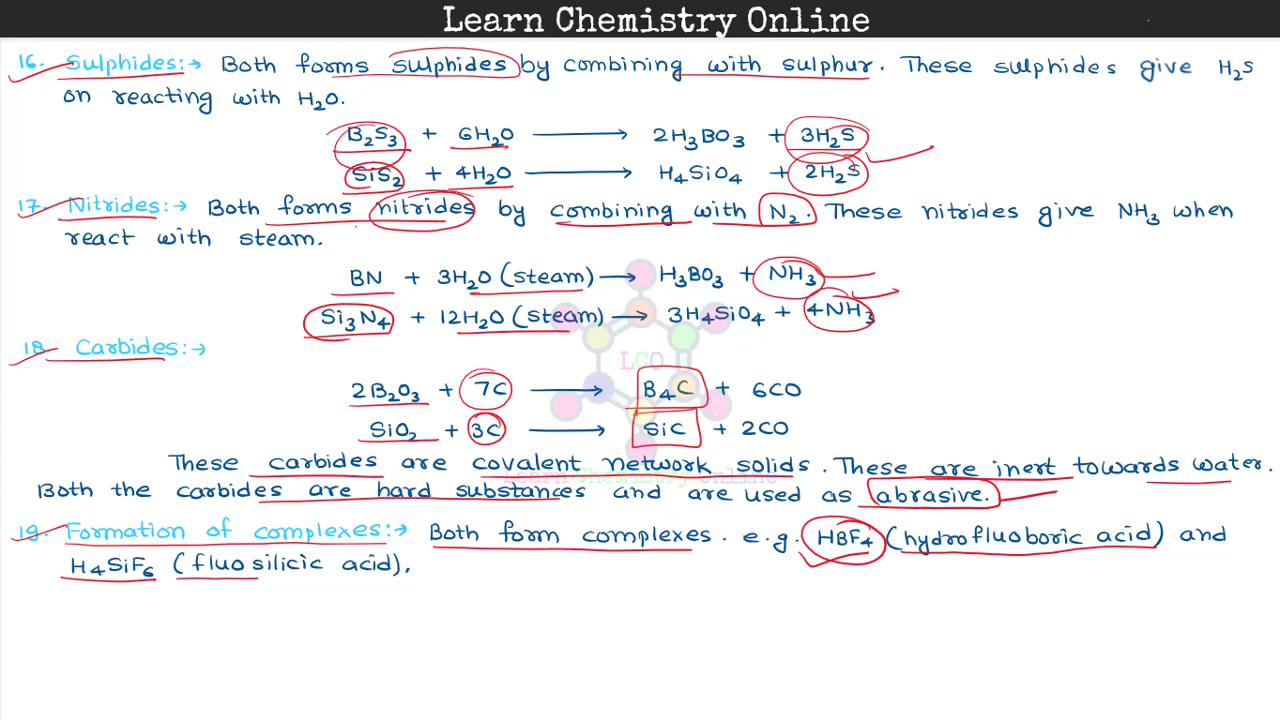 Learn Chemistry Online
16. Sulphides:→ Both forms sulphides by combining with sulphur. These sulphides give H₂S
on reacting with H₂O.
B₂S₃ + 6H₂O ⟶ 2H₃BO₃ + 3H₂S
SiS₂ + 4H₂O ⟶ H₄SiO₄ + 2H₂S
17. Nitrides:→ Both forms nitrides by combining with N₂. These nitrides give NH₃ when
react with steam.
BN + 3H₂O (steam) ⟶ H₃BO₃ + NH₃
Si₃N₄ + 12H₂O (steam) ⟶ 3H₄SiO₄ + 4NH₃
18. Carbides:→
LCO
2B₂O₃ + 7C ⟶ B₄C + 6CO
SiO₂ + 3C ⟶ SiC + 2CO
These carbides are covalent network solids. These are inert towards water.
Learn Chemistry Online
Both the carbides are hard substances and are used as abrasive.
19. Formation of complexes:→ Both form complexes. e.g. HBF₄ (hydrofluoboric acid) and
H₄SiF₆ (fluosilicic acid).